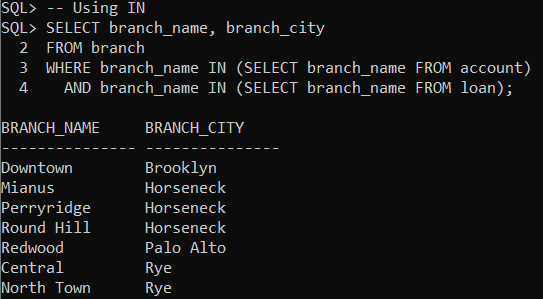 SQL> -- Using IN
SQL> SELECT branch_name, branch_city
  2  FROM branch
  3  WHERE branch_name IN (SELECT branch_name FROM account)
  4    AND branch_name IN (SELECT branch_name FROM loan);

BRANCH_NAME     BRANCH_CITY
--------------- ---------------
Downtown        Brooklyn
Mianus          Horseneck
Perryridge      Horseneck
Round Hill      Horseneck
Redwood         Palo Alto
Central         Rye
North Town      Rye